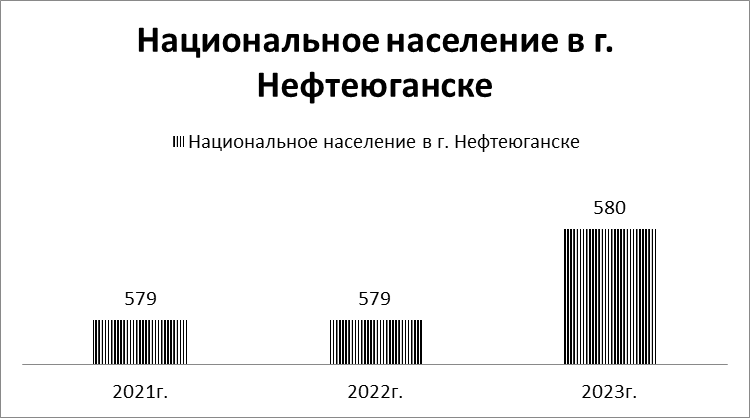 Национальное население в г.
Нефтеюганске
Национальное население в г. Нефтеюганске
580
579
579
2021г.
2022г.
2023г.